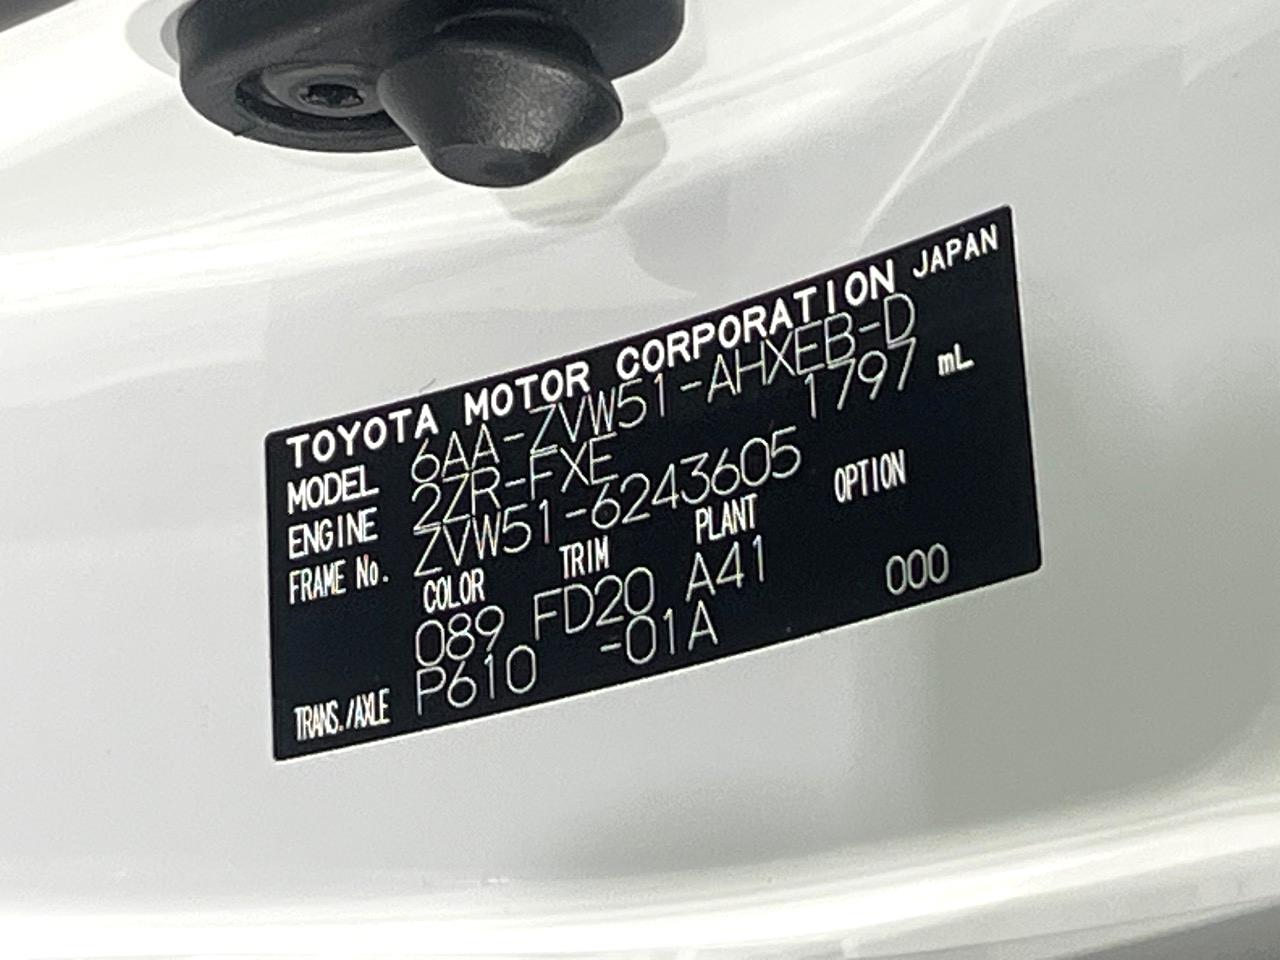 TOYOTA MOTOR CORPORATION JAPAN
MODEL 6AA-ZVW51-AHXEB-D
ENGINE 2ZR-FXE 1797 mL
FRAME No. ZVW51-6243605
COLOR TRIM PLANT OPTION
089 FD20 A41 000
TRANS./AXLE P610 -01A